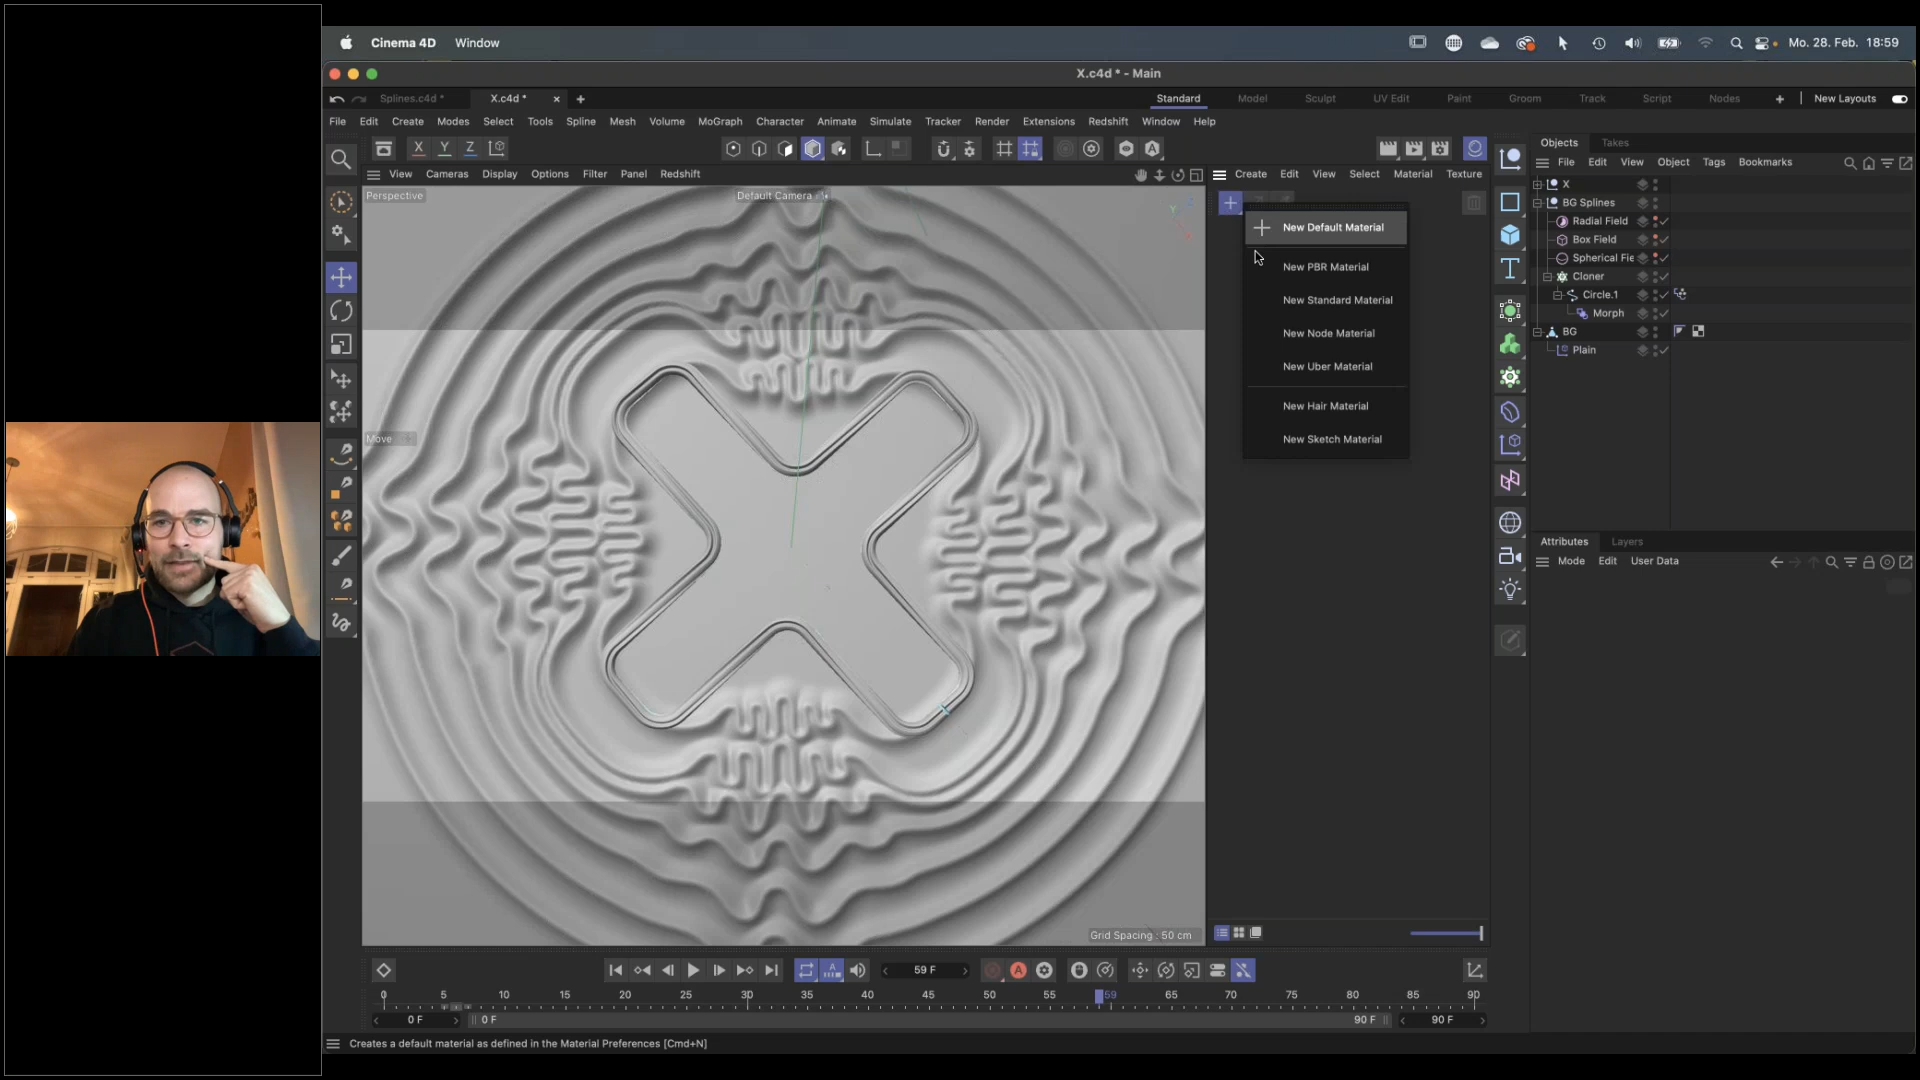 Cinema 4D Window
Mo. 28. Feb. 18:59
X.c4d * - Main
Splines.c4d * X.c4d *
Standard Model Sculpt UV Edit Paint Groom Track Script Nodes New Layouts
File Edit Create Modes Select Tools Spline Mesh Volume MoGraph Character Animate Simulate Tracker Render Extensions Redshift Window Help
Objects Takes
X Y Z
File Edit View Object Tags Bookmarks
View Cameras Display Options Filter Panel Redshift
Create Edit View Select Material Texture
Perspective
Default Camera
X
BG Splines
Radial Field
Box Field
Spherical Fie
Cloner
Circle.1
Morph
BG
Plain
New Default Material
New PBR Material
New Standard Material
New Node Material
New Uber Material
New Hair Material
New Sketch Material
Move
Attributes Layers
Mode Edit User Data
Grid Spacing : 50 cm
59 F
0 5 10 15 20 25 30 35 40 45 50 55 59 65 70 75 80 85 90
0 F 0 F 90 F 90 F
Creates a default material as defined in the Material Preferences [Cmd+N]